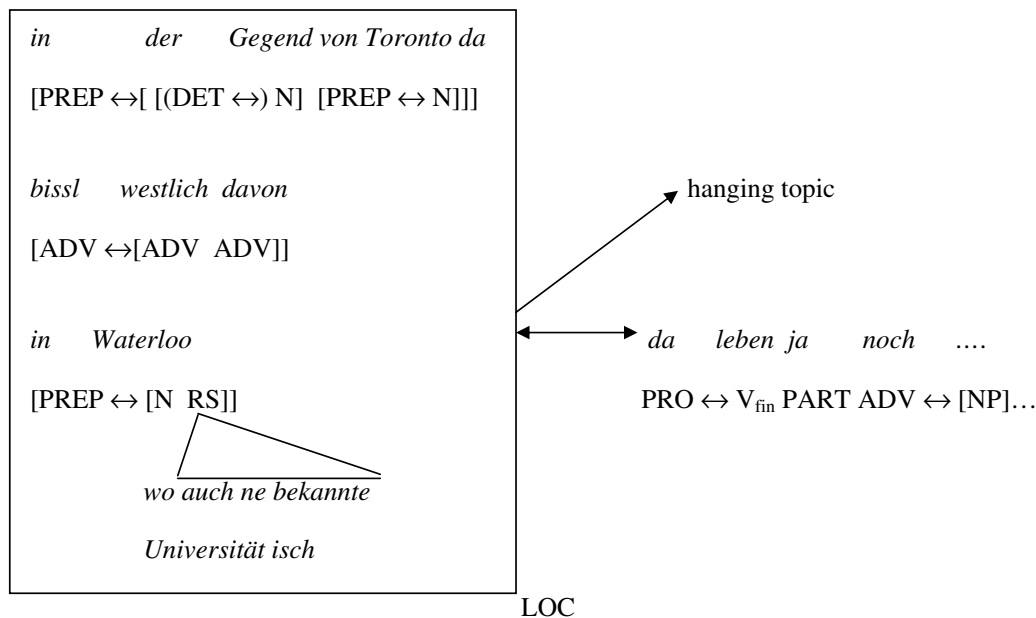 in der Gegend von Toronto da
[PREP ↔[ [(DET ↔) N] [PREP ↔ N]]]
bissl westlich davon
hanging topic
[ADV ↔[ADV ADV]]
in Waterloo
da leben ja noch ….
[PREP ↔ [N RS]]
PRO ↔ Vfin PART ADV ↔ [NP]…
wo auch ne bekannte
Universität isch
LOC